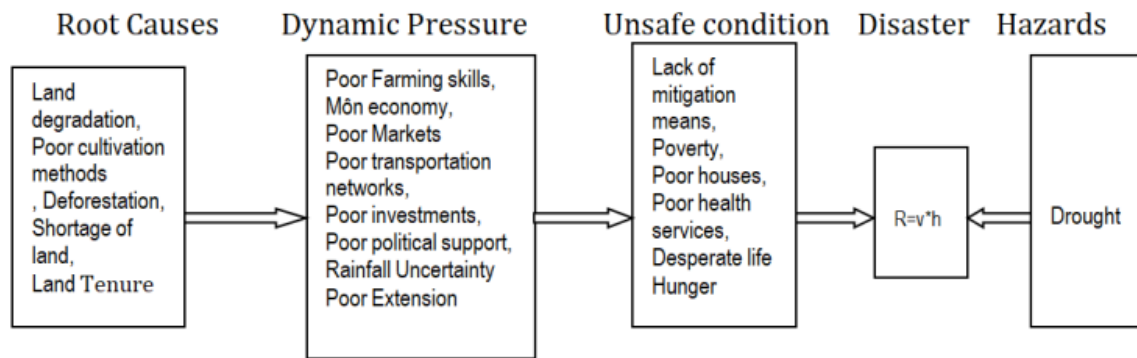 Root Causes
Dynamic Pressure
Unsafe condition
Disaster
Hazards
Land
degradation,
Poor cultivation
methods
, Deforestation,
Shortage of
land,
Land Tenure
Poor Farming skills,
Môn economy,
Poor Markets
Poor transportation
networks,
Poor investments,
Poor political support,
Rainfall Uncertainty
Poor Extension
Lack of
mitigation
means,
Poverty,
Poor houses,
Poor health
services,
Desperate life
Hunger
R=v*h
Drought